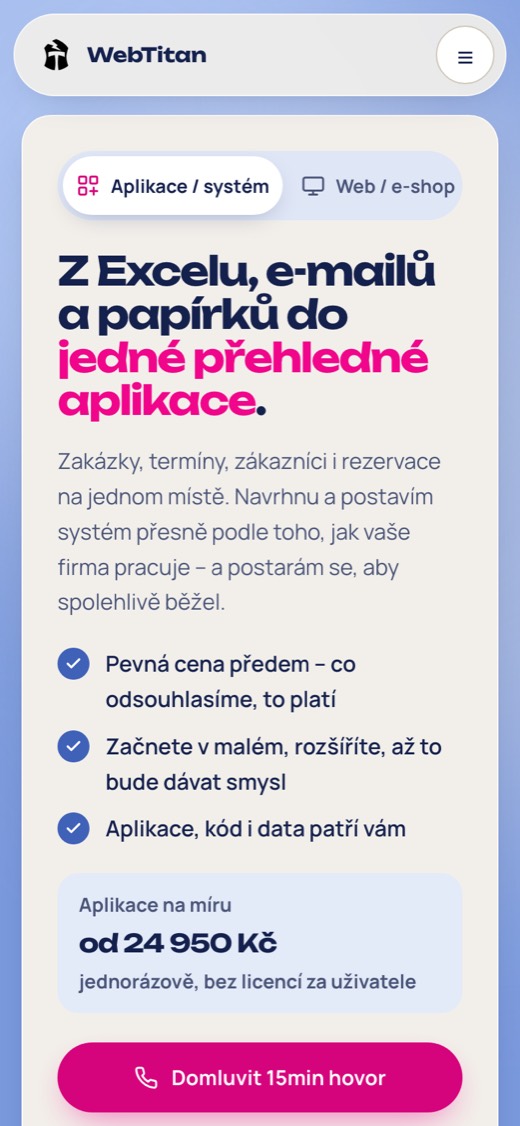 WebTitan
Aplikace / systém
Web / e-shop
Z Excelu, e-mailů
a papírků do
jedné přehledné
aplikace.
Zakázky, termíny, zákazníci i rezervace
na jednom místě. Navrhnu a postavím
systém přesně podle toho, jak vaše
firma pracuje – a postarám se, aby
spolehlivě běžel.
Pevná cena předem – co
odsouhlasíme, to platí
Začnete v malém, rozšíříte, až to
bude dávat smysl
Aplikace, kód i data patří vám
Aplikace na míru
od 24 950 Kč
jednorázově, bez licencí za uživatele
Domluvit 15min hovor